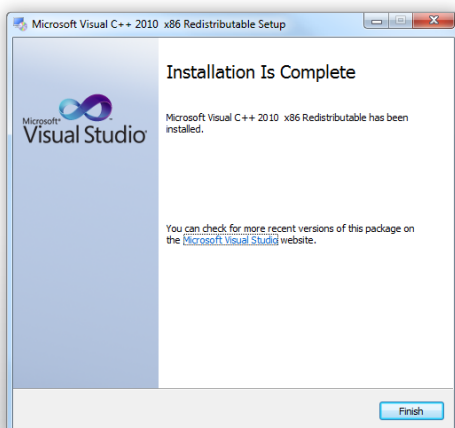 Microsoft Visual C++ 2010  x86 Redistributable Setup
Installation Is Complete
Microsoft Visual C++ 2010  x86 Redistributable has been
installed.
Microsoft®
Visual Studio®
You can check for more recent versions of this package on
the Microsoft Visual Studio website.
Finish